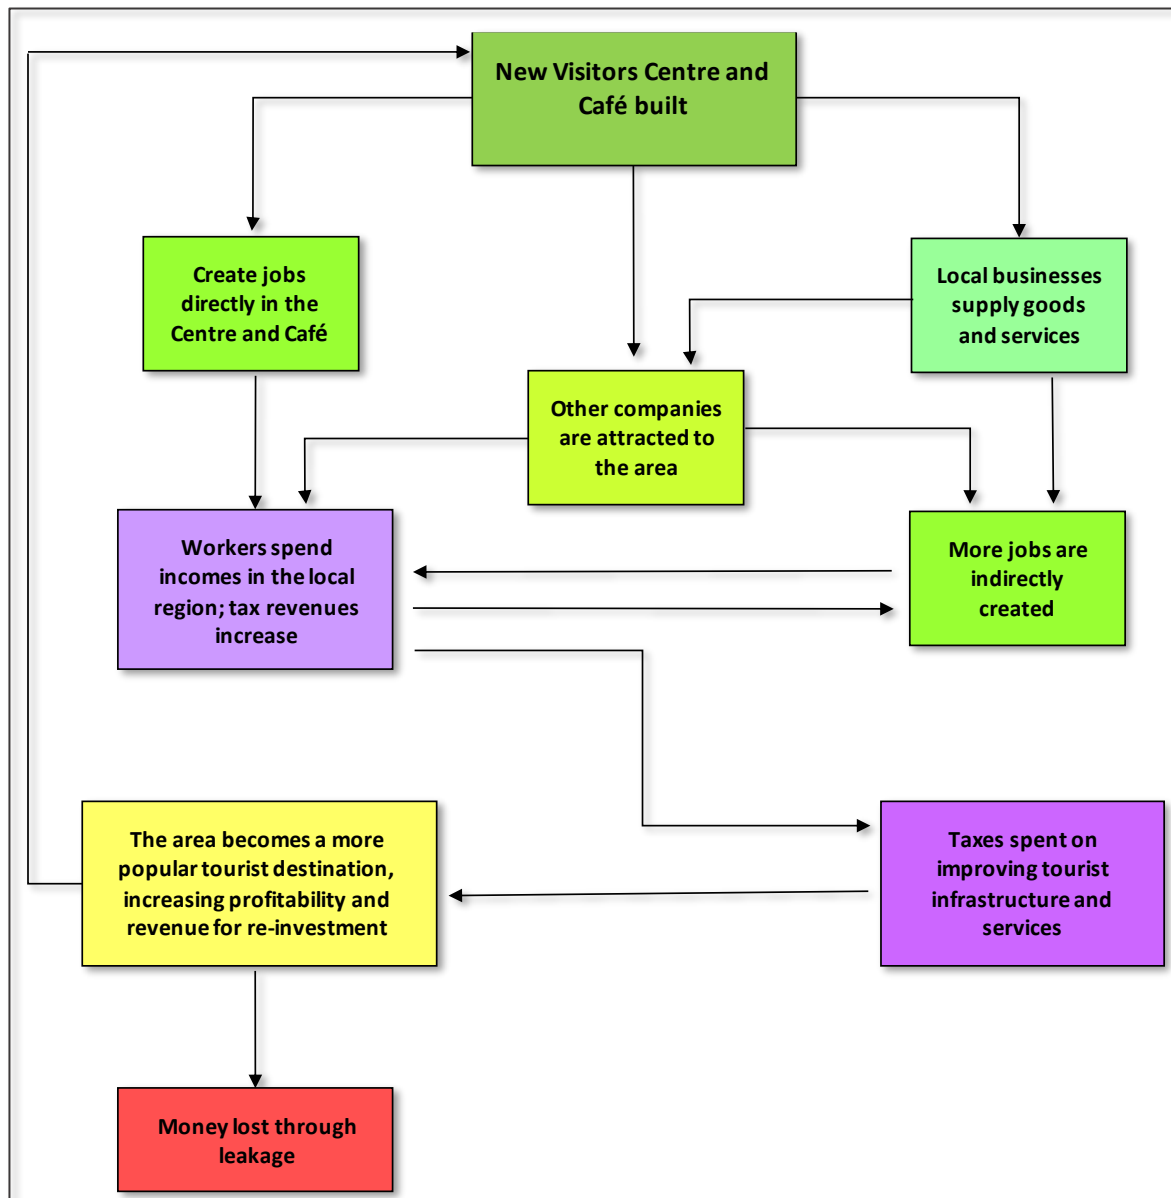 New Visitors Centre and
Café built
Create jobs
directly in the
Centre and Café
Local businesses
supply goods
and services
Other companies
are attracted to
the area
Workers spend
incomes in the local
region; tax revenues
increase
More jobs are
indirectly
created
The area becomes a more
popular tourist destination,
increasing profitability and
revenue for re-investment
Taxes spent on
improving tourist
infrastructure and
services
Money lost through
leakage